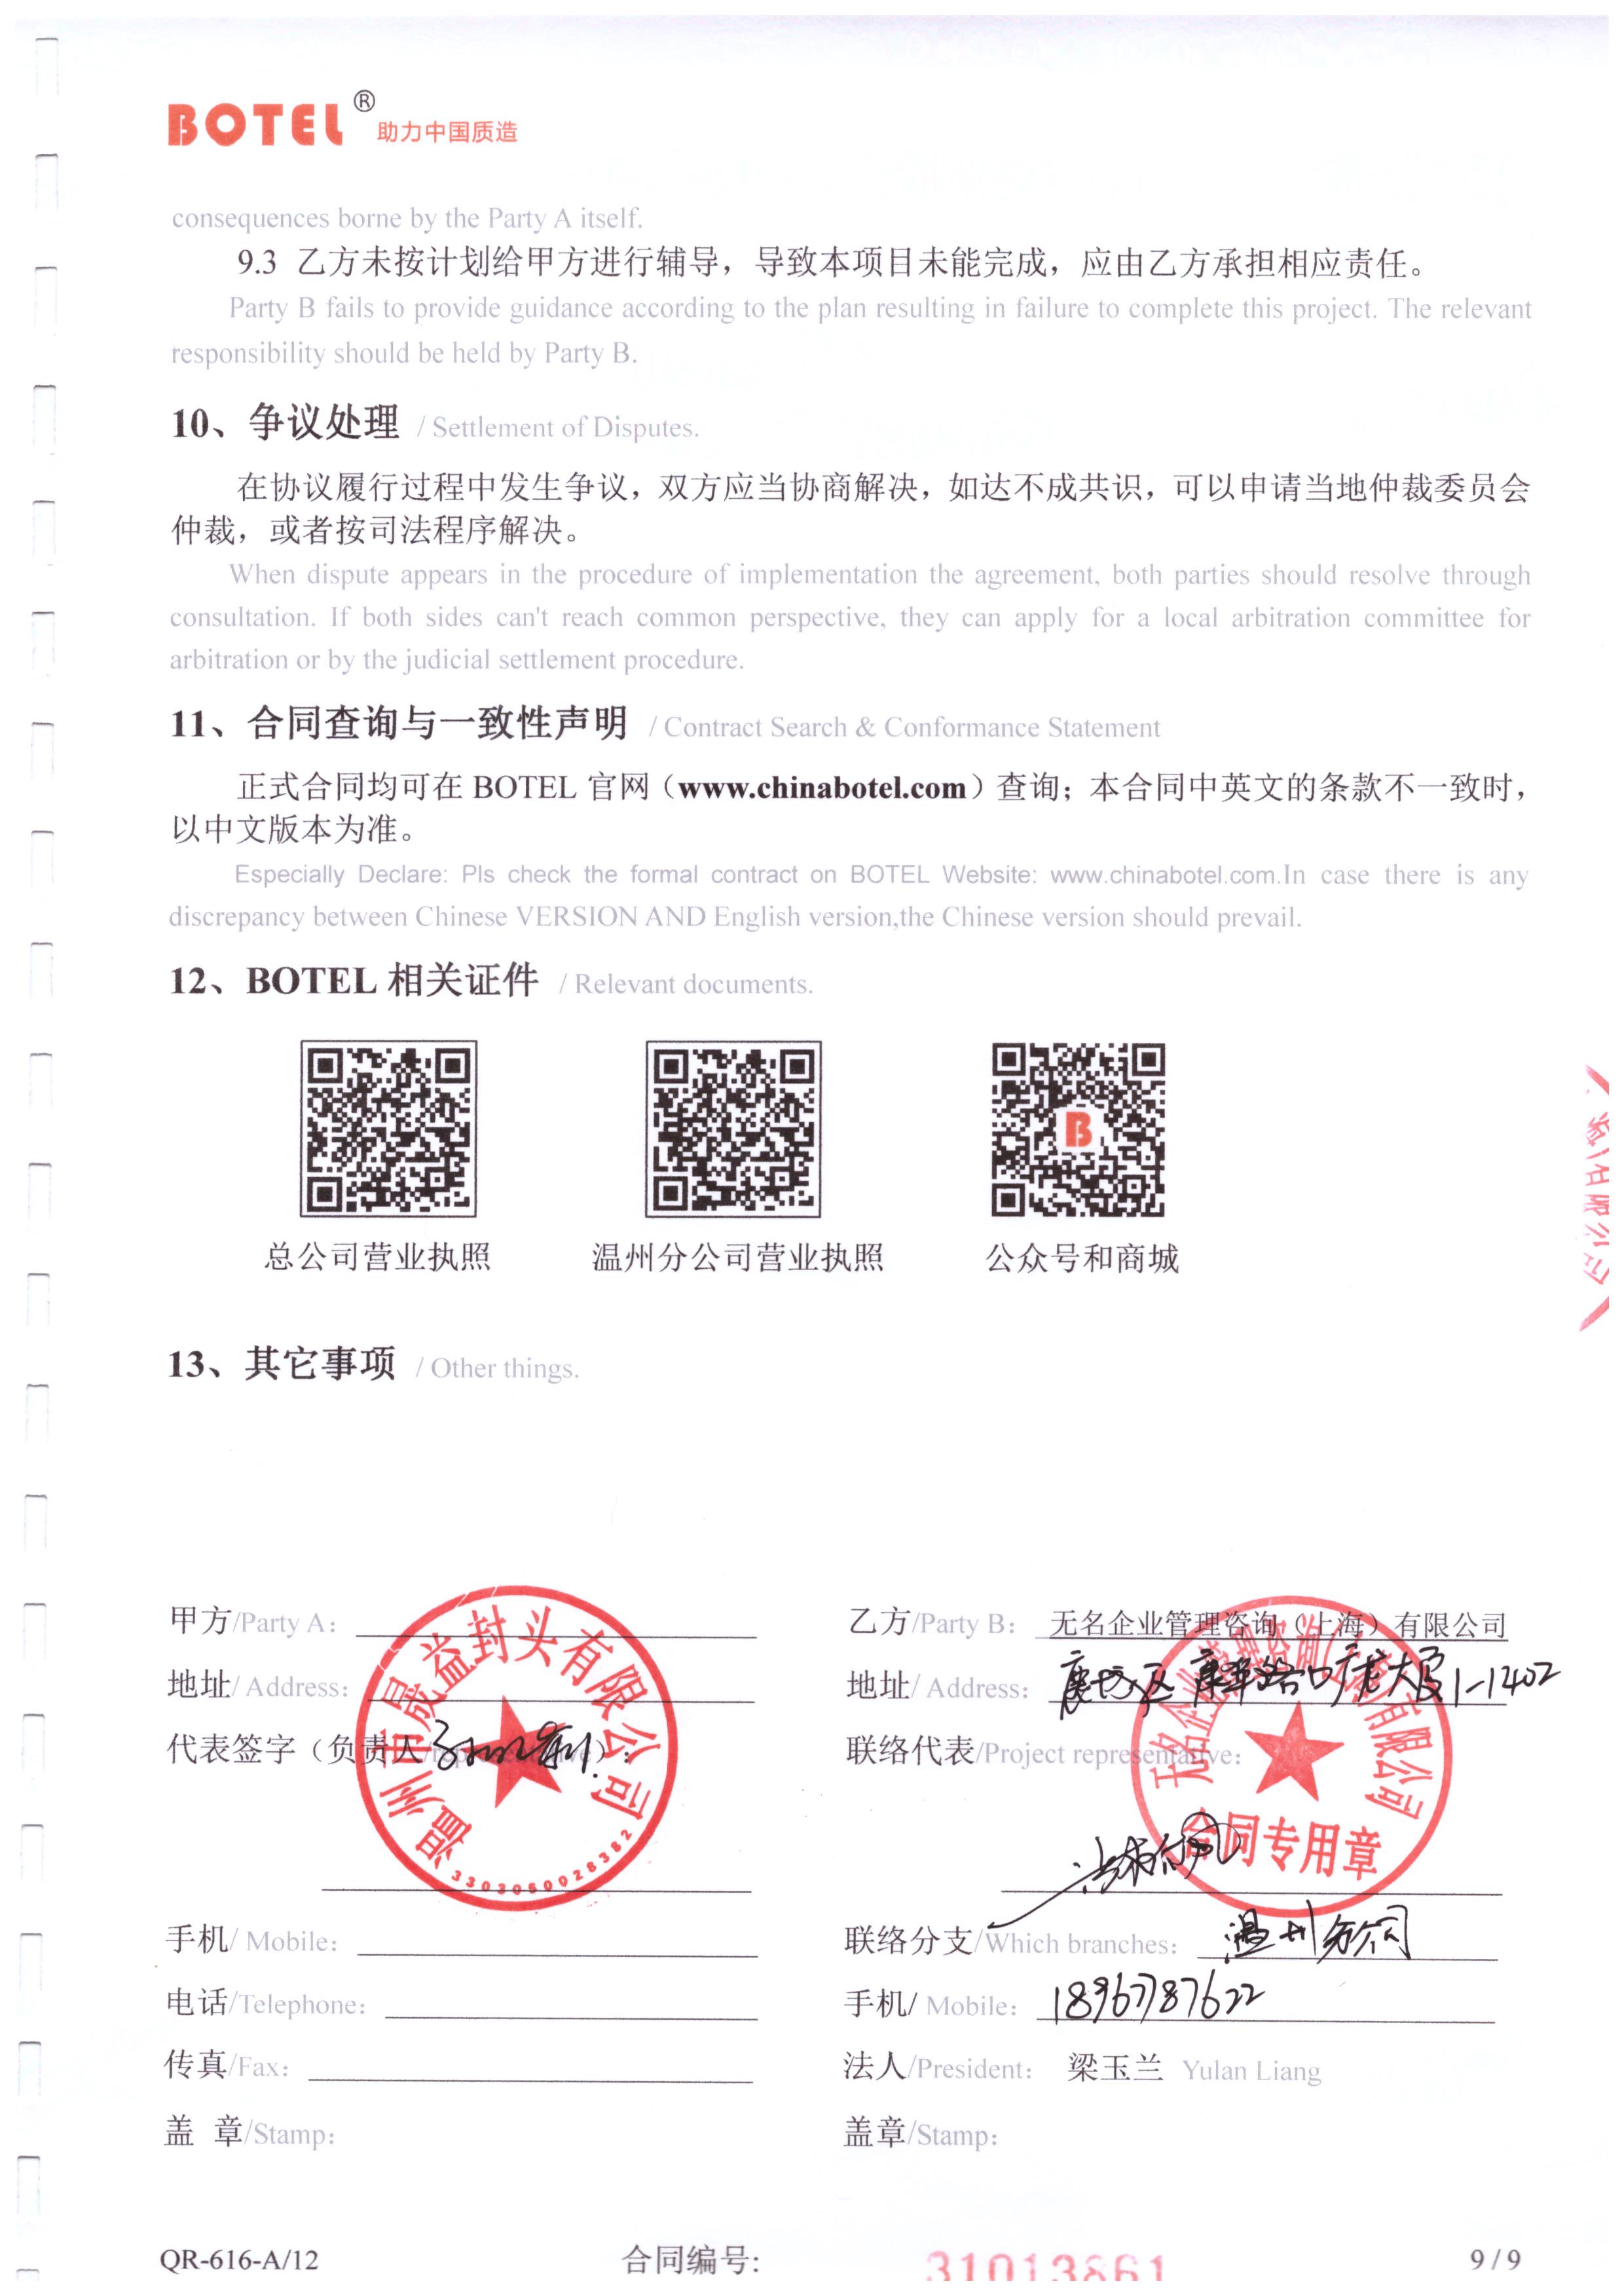 BOTEL® 助力中国质造
consequences borne by the Party A itself.
9.3 乙方未按计划给甲方进行辅导，导致本项目未能完成，应由乙方承担相应责任。
Party B fails to provide guidance according to the plan resulting in failure to complete this project. The relevant
responsibility should be held by Party B.
10、争议处理 / Settlement of Disputes.
在协议履行过程中发生争议，双方应当协商解决，如达不成共识，可以申请当地仲裁委员会
仲裁，或者按司法程序解决。
When dispute appears in the procedure of implementation the agreement, both parties should resolve through
consultation. If both sides can't reach common perspective, they can apply for a local arbitration committee for
arbitration or by the judicial settlement procedure.
11、合同查询与一致性声明 / Contract Search & Conformance Statement
正式合同均可在 BOTEL 官网（www.chinabotel.com）查询；本合同中英文的条款不一致时，
以中文版本为准。
Especially Declare: Pls check the formal contract on BOTEL Website: www.chinabotel.com.In case there is any
discrepancy between Chinese VERSION AND English version,the Chinese version should prevail.
12、BOTEL 相关证件 / Relevant documents.
B
总公司营业执照 温州分公司营业执照 公众号和商城
13、其它事项 / Other things.
甲方/Party A：
地址/ Address：
代表签字（负责人/representative）：
温州市晟益封头有限公司
3303050028382
手机/ Mobile：
电话/Telephone：
传真/Fax：
盖 章/Stamp：
乙方/Party B： 无名企业管理咨询（上海）有限公司
地址/ Address： 1-1402
联络代表/Project representative：
无名企业管理咨询（上海）有限公司
合同专用章
联络分支/Which branches： 温州分公司
手机/ Mobile： 18967787622
法人/President： 梁玉兰 Yulan Liang
盖章/Stamp：
QR-616-A/12 合同编号: 31013861 9 / 9